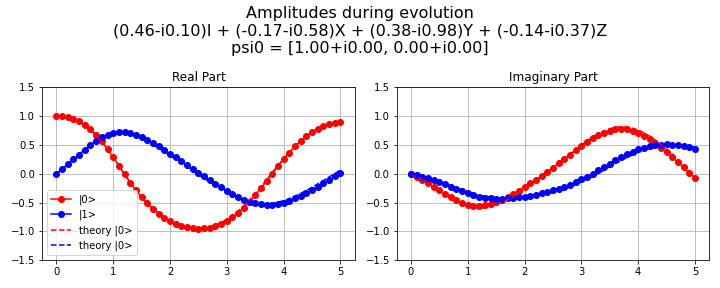 Amplitudes during evolution
(0.46-i0.10)I + (-0.17-i0.58)X + (0.38-i0.98)Y + (-0.14-i0.37)Z
psi0 = [1.00+i0.00, 0.00+i0.00]
Real Part
1.5
1.0
0.5
0.0
−0.5
−1.0
−1.5
|0>
|1>
theory |0>
theory |0>
0 1 2 3 4 5
Imaginary Part
1.5
1.0
0.5
0.0
−0.5
−1.0
−1.5
0 1 2 3 4 5